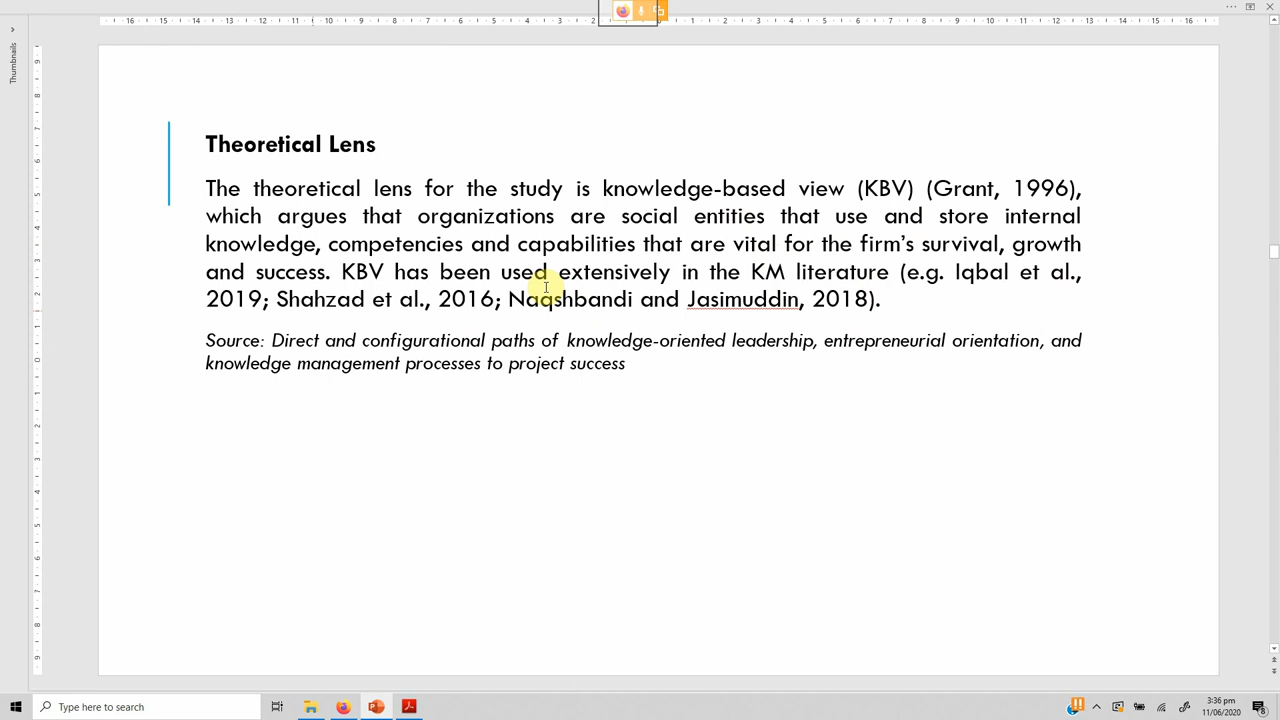 Thumbnails
Theoretical Lens
The theoretical lens for the study is knowledge-based view (KBV) (Grant, 1996),
which argues that organizations are social entities that use and store internal
knowledge, competencies and capabilities that are vital for the firm's survival, growth
and success. KBV has been used extensively in the KM literature (e.g. Iqbal et al.,
2019; Shahzad et al., 2016; Naqshbandi and Jasimuddin, 2018).
Source: Direct and configurational paths of knowledge-oriented leadership, entrepreneurial orientation, and
knowledge management processes to project success
Type here to search
3:36 pm
11/06/2020